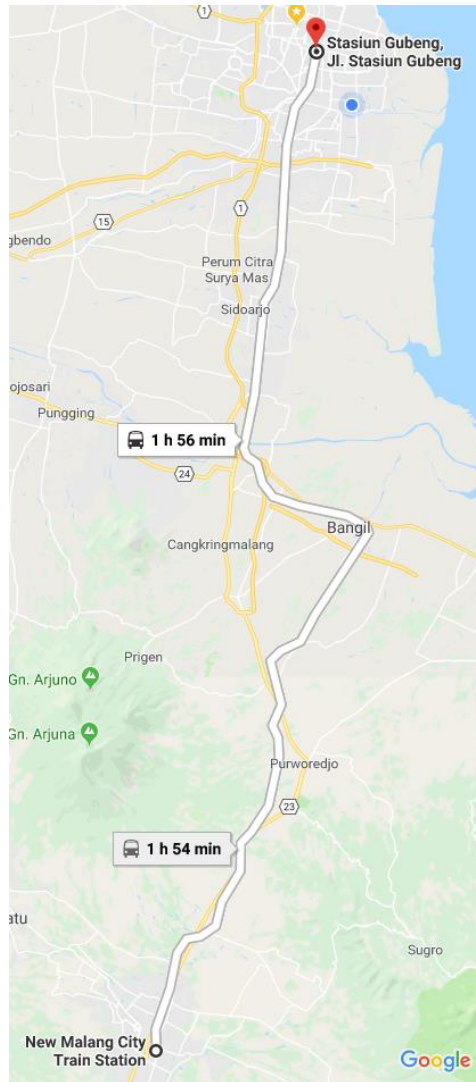 1
Stasiun Gubeng,
Jl. Stasiun Gubeng
15
1
gbendo
Perum Citra
Surya Mas
Sidoarjo
ojosari
Pungging
1 h 56 min
24
Bangil
Cangkringmalang
Prigen
Gn. Arjuno
Gn. Arjuna
Purworedjo
23
1 h 54 min
atu
Sugro
New Malang City
Train Station
Google